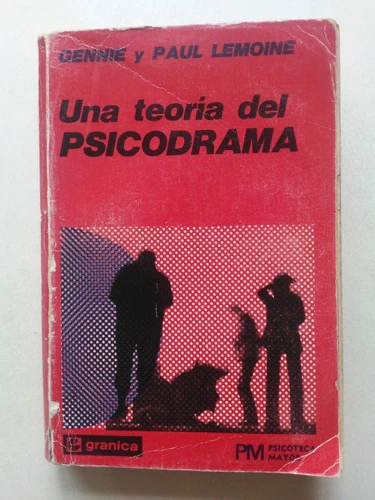 GENNIE y PAUL LEMOINE
Una teoría del
PSICODRAMA
granica
PM PSICOTECA
MAYOR